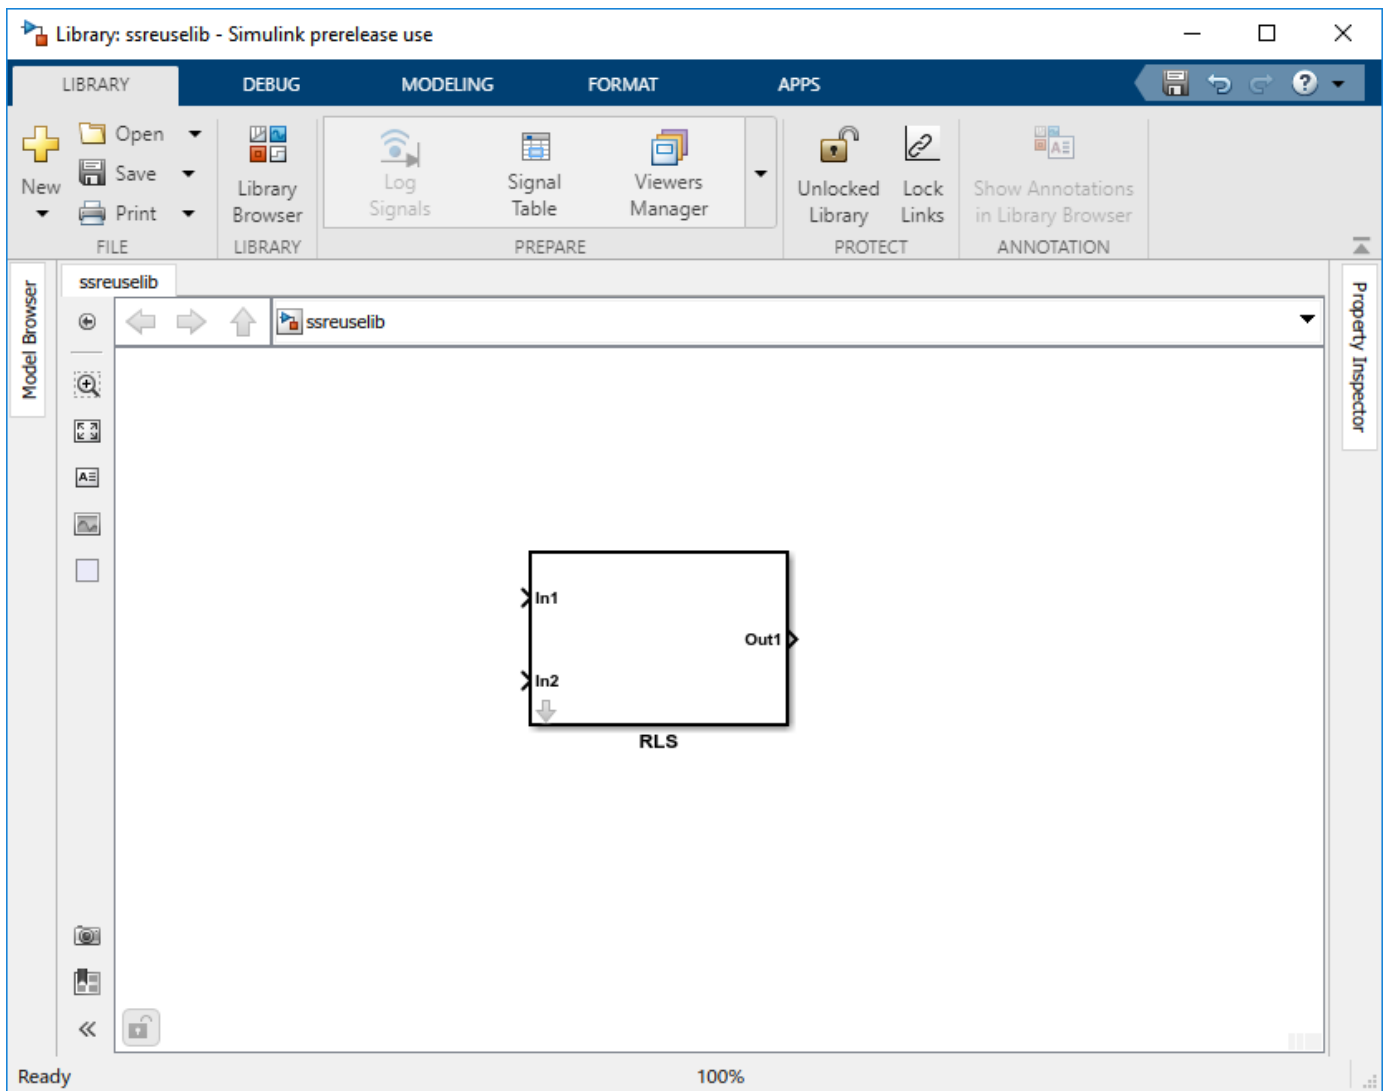 Library: ssreuselib - Simulink prerelease use
LIBRARY DEBUG MODELING FORMAT APPS
New
Open
Save
Print
FILE
Library
Browser
LIBRARY
Log
Signals
Signal
Table
Viewers
Manager
PREPARE
Unlocked
Library
Lock
Links
PROTECT
Show Annotations
in Library Browser
ANNOTATION
Model Browser
ssreuselib
ssreuselib
Property Inspector
In1
In2
Out1
RLS
Ready
100%